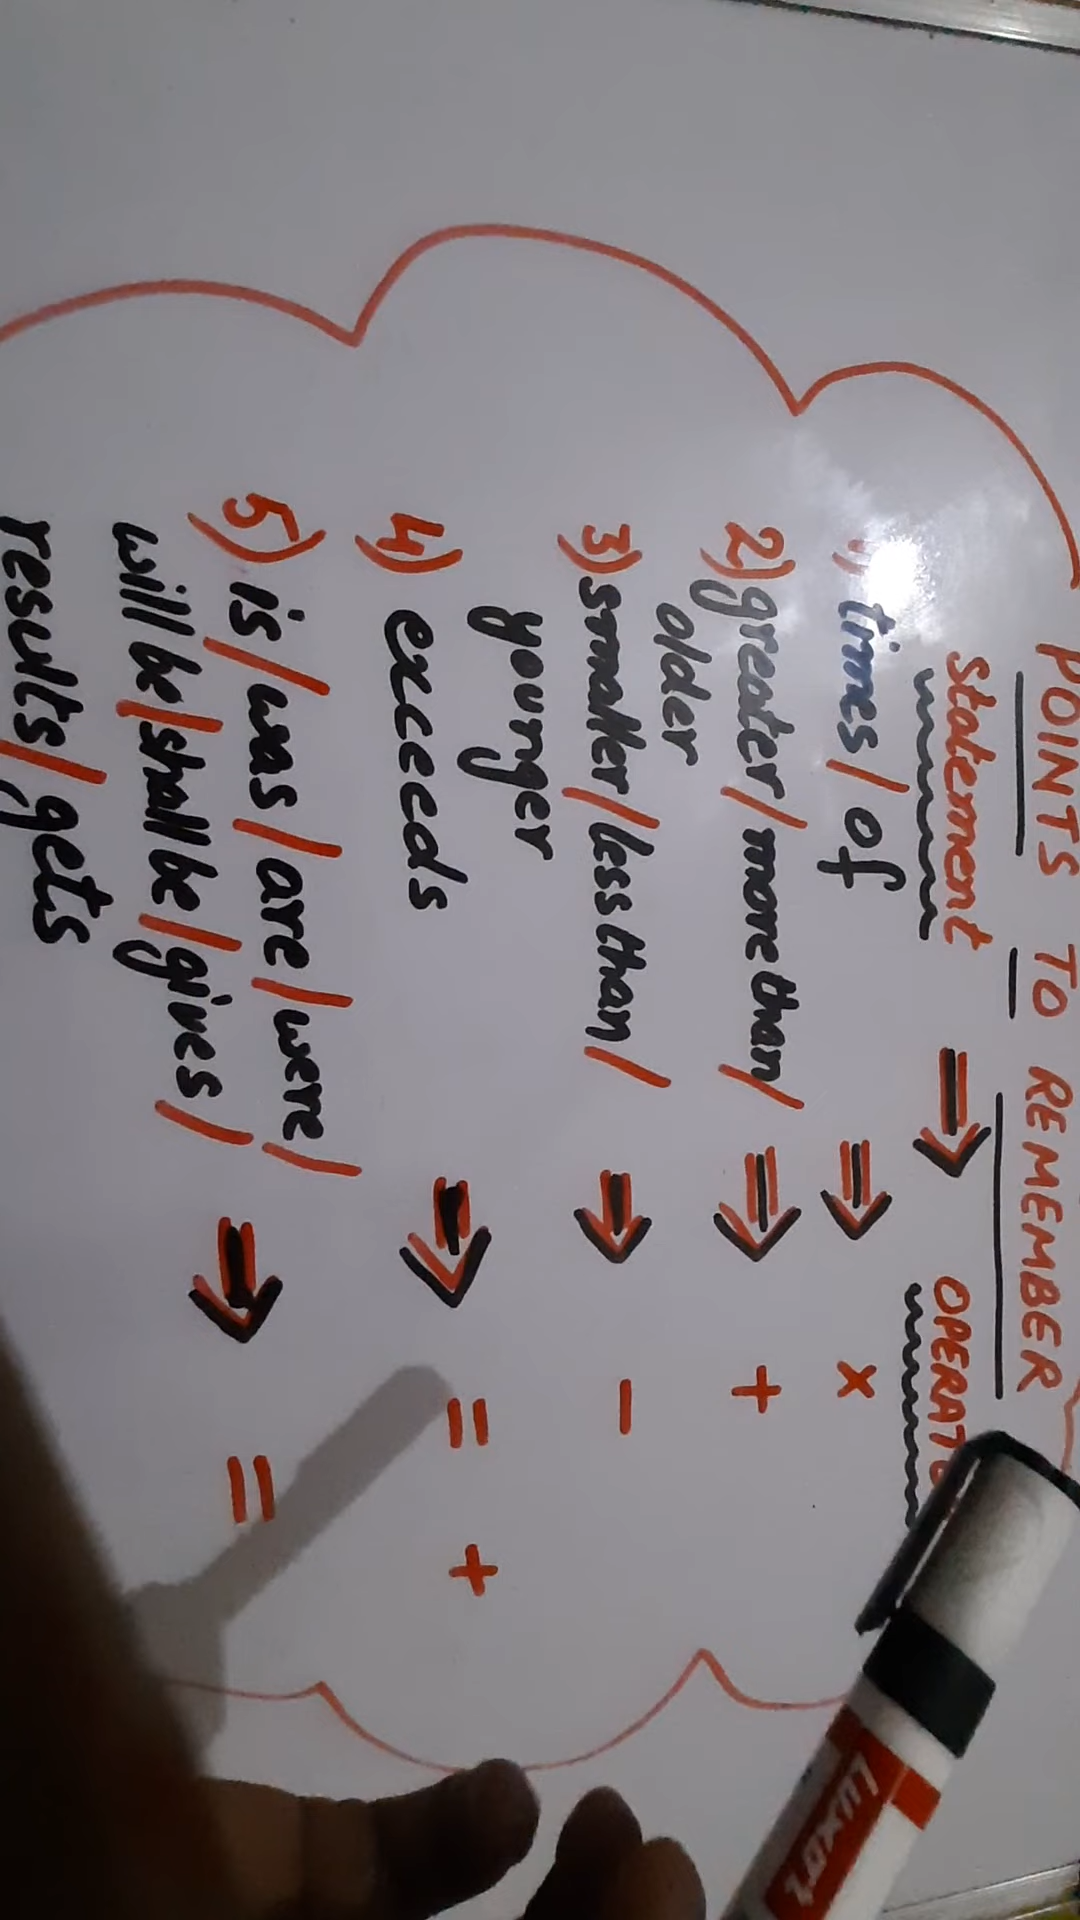 POINTS TO REMEMBER
Statement ⇒ OPERATO
1) times / of ⇒ ×
2) greater / more than / ⇒ +
older
3) smaller / less than / ⇒ −
younger
4) exceeds ⇒ = +
5) is / was / are / were / ⇒ =
will be / shall be / gives /
results / gets
Luxor